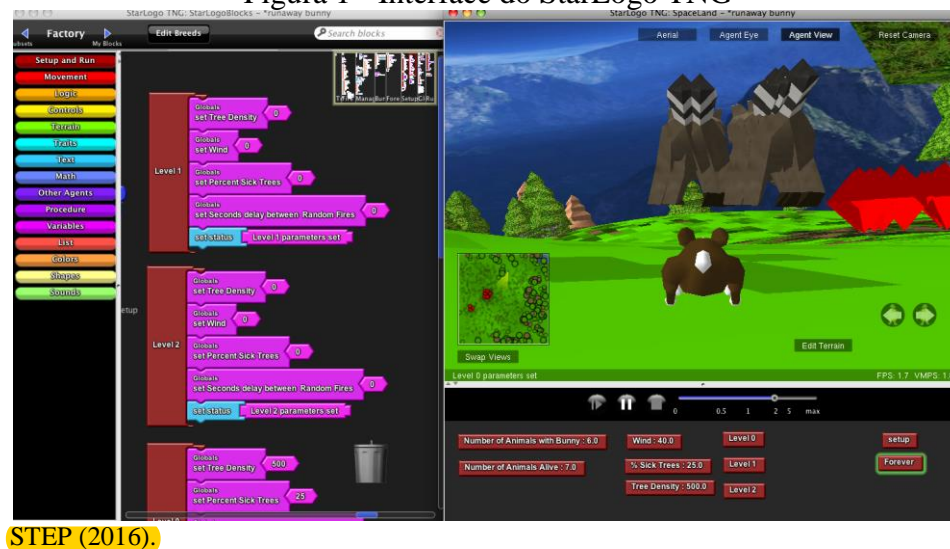 Figura 1 - Interface do StarLogo TNG
StarLogo TNG: StarLogoBlocks – *runaway bunny
Factory
My Blocks
Edit Breeds
Search blocks
Setup and Run
Movement
Logic
Controls
Terrain
Traits
Text
Math
Other Agents
Procedure
Variables
List
Colors
Shapes
Sounds
etup
Level 1
Globals
set Tree Density
0
Globals
set Wind
0
Globals
set Percent Sick Trees
0
Globals
set Seconds delay between Random Fires
0
set status
Level 1 parameters set
Level 2
Globals
set Tree Density
0
Globals
set Wind
0
Globals
set Percent Sick Trees
0
Globals
set Seconds delay between Random Fires
0
set status
Level 2 parameters set
Globals
set Tree Density
500
Globals
set Percent Sick Trees
25
StarLogo TNG: SpaceLand – *runaway bunny
Aerial
Agent Eye
Agent View
Reset Camera
Swap Views
Edit Terrain
Level 0 parameters set
FPS: 1.7 VMPS: 1.
0
0.5
1
2
5
max
Number of Animals with Bunny : 6.0
Wind : 40.0
Level 0
setup
Number of Animals Alive : 7.0
% Sick Trees : 25.0
Level 1
Forever
Tree Density : 500.0
Level 2
STEP (2016).